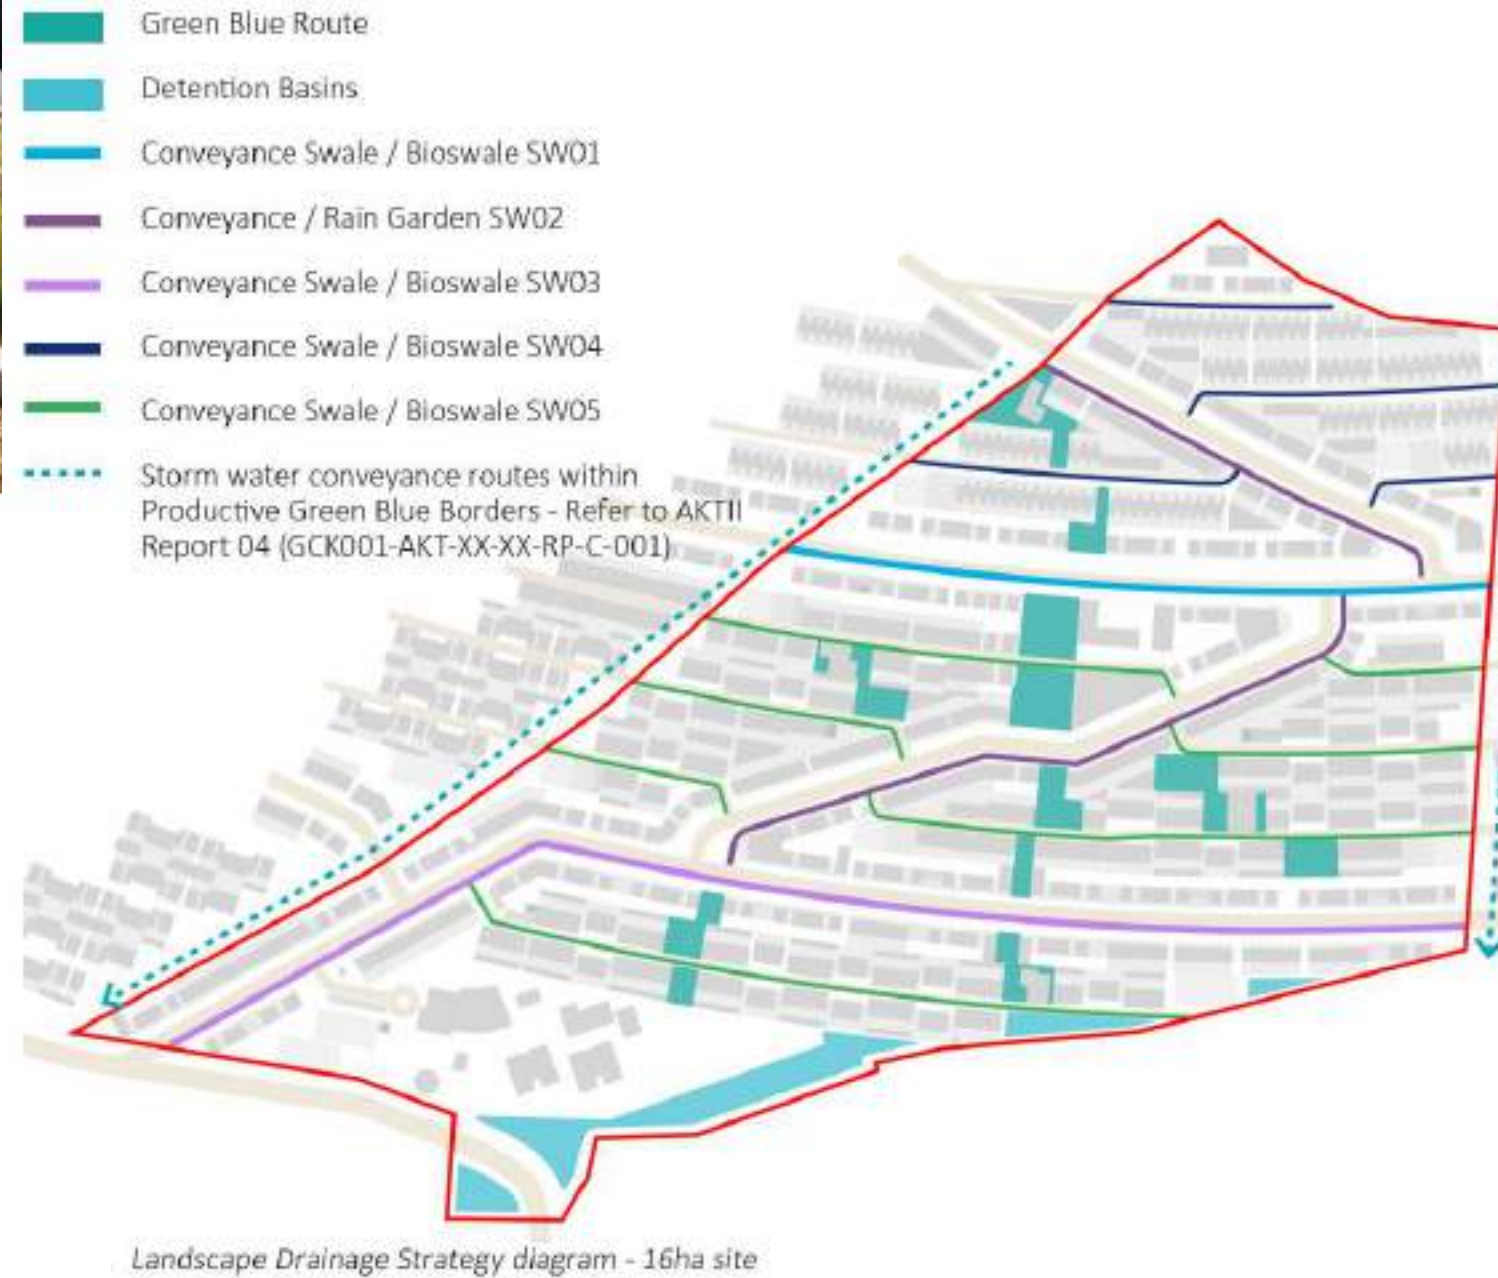 Green Blue Route
Detention Basins
Conveyance Swale / Bioswale SW01
Conveyance / Rain Garden SW02
Conveyance Swale / Bioswale SW03
Conveyance Swale / Bioswale SW04
Conveyance Swale / Bioswale SW05
Storm water conveyance routes within
Productive Green Blue Borders - Refer to AKTII
Report 04 (GCK001-AKT-XX-XX-RP-C-001)
Landscape Drainage Strategy diagram - 16ha site